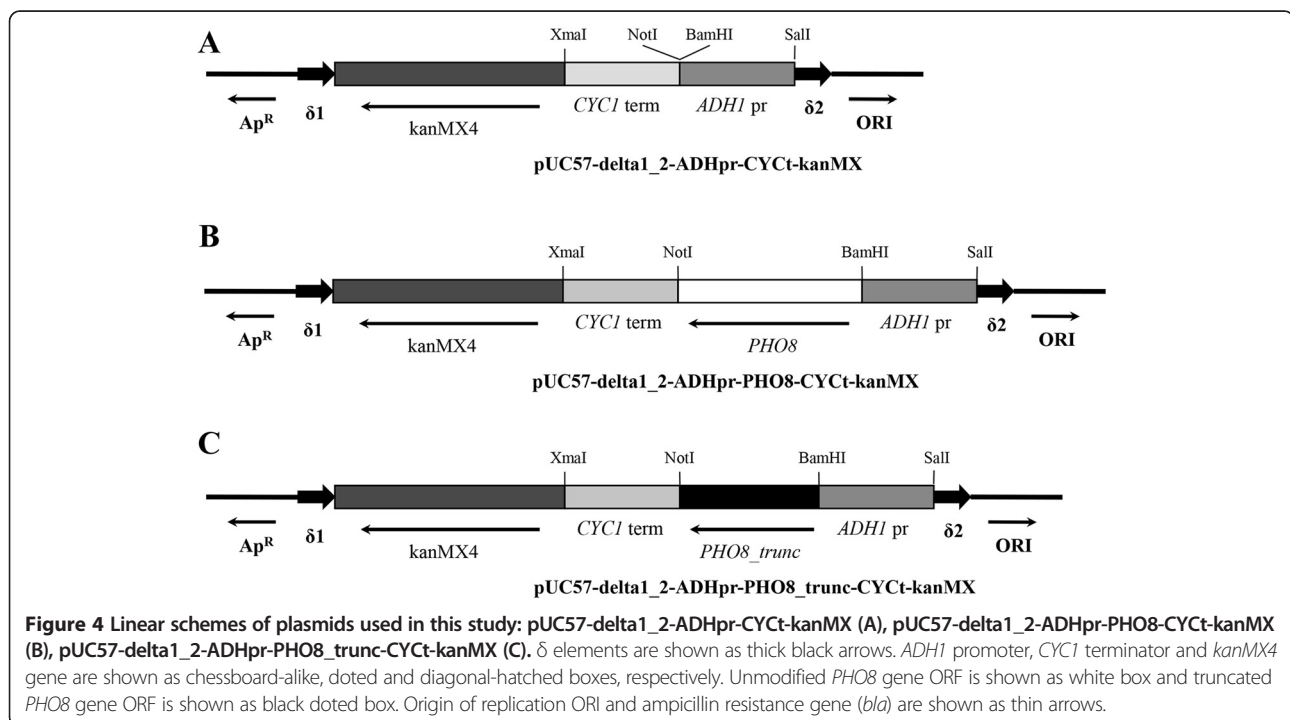 A
XmaI NotI BamHI SalI
Ap^R δ1 kanMX4 CYC1 term ADH1 pr δ2 ORI
pUC57-delta1_2-ADHpr-CYCt-kanMX
B
XmaI NotI BamHI SalI
Ap^R δ1 kanMX4 CYC1 term PHO8 ADH1 pr δ2 ORI
pUC57-delta1_2-ADHpr-PHO8-CYCt-kanMX
C
XmaI NotI BamHI SalI
Ap^R δ1 kanMX4 CYC1 term PHO8_trunc ADH1 pr δ2 ORI
pUC57-delta1_2-ADHpr-PHO8_trunc-CYCt-kanMX
Figure 4 Linear schemes of plasmids used in this study: pUC57-delta1_2-ADHpr-CYCt-kanMX (A), pUC57-delta1_2-ADHpr-PHO8-CYCt-kanMX
(B), pUC57-delta1_2-ADHpr-PHO8_trunc-CYCt-kanMX (C). δ elements are shown as thick black arrows. ADH1 promoter, CYC1 terminator and kanMX4
gene are shown as chessboard-alike, doted and diagonal-hatched boxes, respectively. Unmodified PHO8 gene ORF is shown as white box and truncated
PHO8 gene ORF is shown as black doted box. Origin of replication ORI and ampicillin resistance gene (bla) are shown as thin arrows.